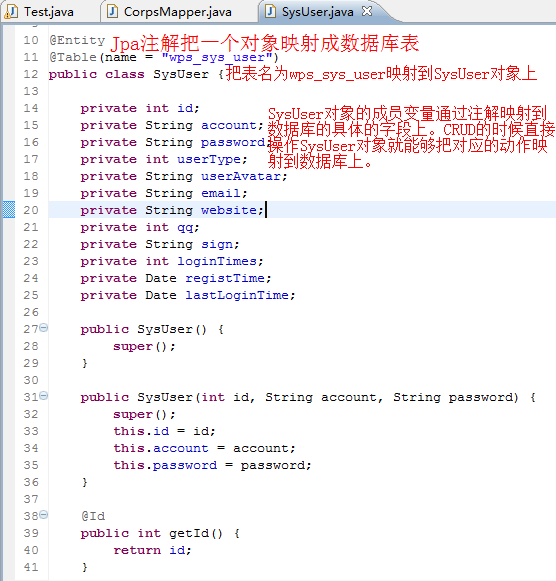 Test.java CorpsMapper.java SysUser.java
10 @Entity Jpa注解把一个对象映射成数据库表
11 @Table(name = "wps_sys_user")
12 public class SysUser { 把表名为wps_sys_user映射到SysUser对象上
13
14 private int id; SysUser对象的成员变量通过注解映射到
15 private String account; 数据库的具体的字段上。CRUD的时候直接
16 private String password; 操作SysUser对象就能够把对应的动作映
17 private int userType; 射到数据库上。
18 private String userAvatar;
19 private String email;
20 private String website;
21 private int qq;
22 private String sign;
23 private int loginTimes;
24 private Date registTime;
25 private Date lastLoginTime;
26
27 public SysUser() {
28 super();
29 }
30
31 public SysUser(int id, String account, String password) {
32 super();
33 this.id = id;
34 this.account = account;
35 this.password = password;
36 }
37
38 @Id
39 public int getId() {
40 return id;
41 }